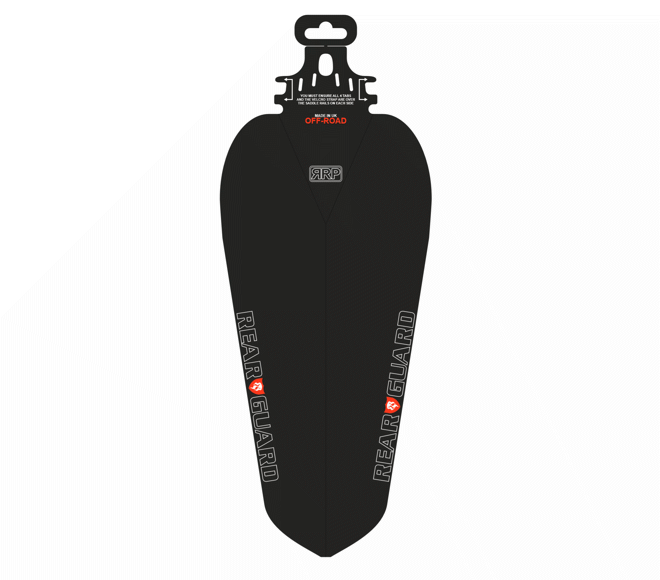 YOU MUST ENSURE ALL 4 TABS
AND THE VELCRO STRAP ARE OVER
THE SADDLE RAILS ON EACH SIDE
MADE IN UK
OFF-ROAD
RRP
REAR GUARD
REAR GUARD